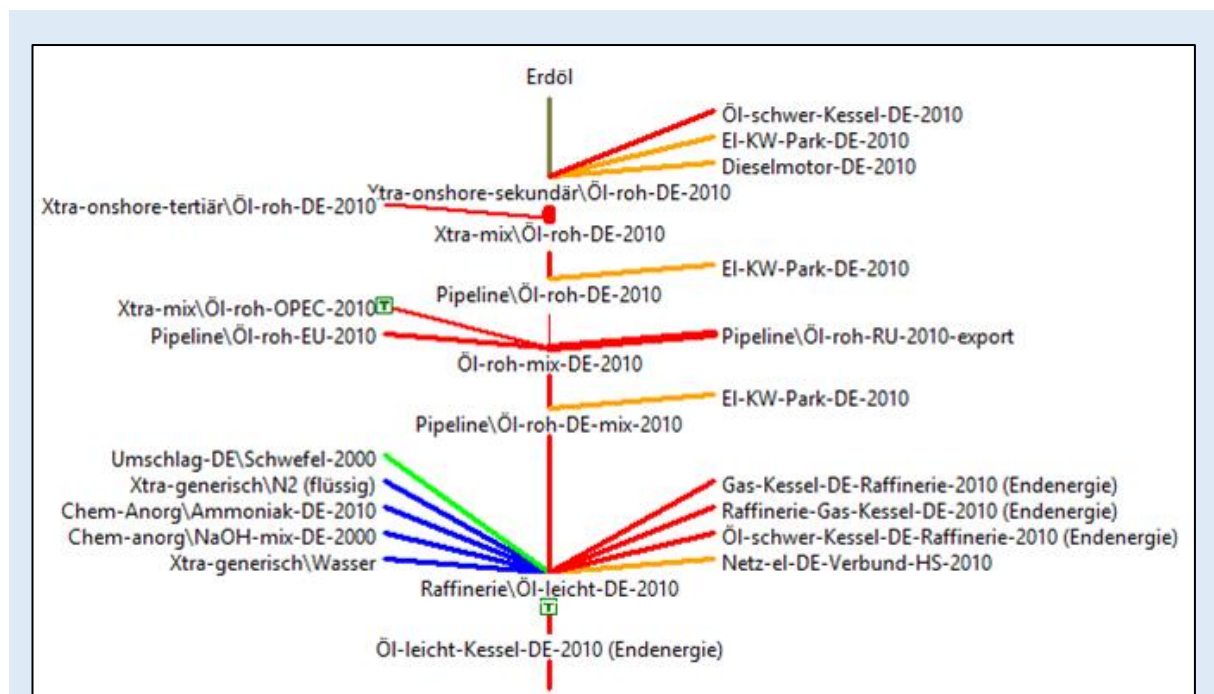 Erdöl
Öl-schwer-Kessel-DE-2010
El-KW-Park-DE-2010
Dieselmotor-DE-2010
Xtra-onshore-sekundär\Öl-roh-DE-2010
Xtra-onshore-tertiär\Öl-roh-DE-2010
Xtra-mix\Öl-roh-DE-2010
El-KW-Park-DE-2010
Pipeline\Öl-roh-DE-2010
Xtra-mix\Öl-roh-OPEC-2010
T
Pipeline\Öl-roh-EU-2010
Pipeline\Öl-roh-RU-2010-export
Öl-roh-mix-DE-2010
El-KW-Park-DE-2010
Pipeline\Öl-roh-DE-mix-2010
Umschlag-DE\Schwefel-2000
Xtra-generisch\N2 (flüssig)
Chem-Anorg\Ammoniak-DE-2010
Chem-anorg\NaOH-mix-DE-2000
Xtra-generisch\Wasser
Gas-Kessel-DE-Raffinerie-2010 (Endenergie)
Raffinerie-Gas-Kessel-DE-2010 (Endenergie)
Öl-schwer-Kessel-DE-Raffinerie-2010 (Endenergie)
Netz-el-DE-Verbund-HS-2010
Raffinerie\Öl-leicht-DE-2010
T
Öl-leicht-Kessel-DE-2010 (Endenergie)